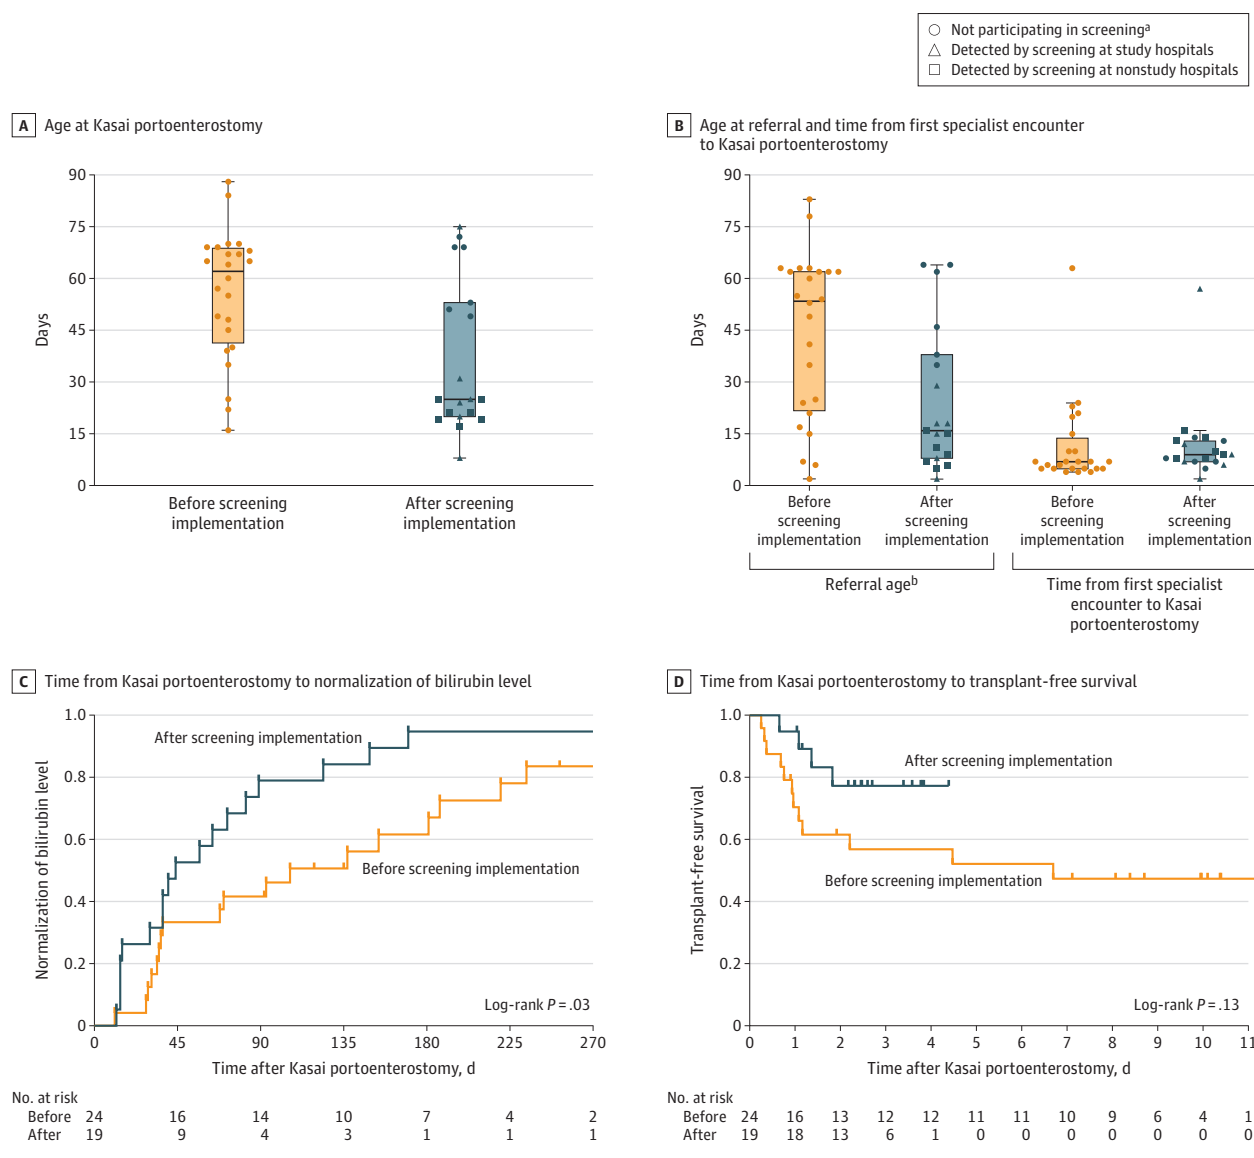 Not participating in screeningᵃ
Detected by screening at study hospitals
Detected by screening at nonstudy hospitals
A Age at Kasai portoenterostomy
90
75
60
45
30
15
0
Days
Before screening
implementation
After screening
implementation
B Age at referral and time from first specialist encounter
to Kasai portoenterostomy
90
75
60
45
30
15
0
Days
Before
screening
implementation
After
screening
implementation
Before
screening
implementation
After
screening
implementation
Referral ageᵇ
Time from first specialist
encounter to Kasai
portoenterostomy
C Time from Kasai portoenterostomy to normalization of bilirubin level
1.0
0.8
0.6
0.4
0.2
0
Normalization of bilirubin level
After screening implementation
Before screening implementation
Log-rank P = .03
0 45 90 135 180 225 270
Time after Kasai portoenterostomy, d
No. at risk
Before 24 16 14 10 7 4 2
After 19 9 4 3 1 1 1
D Time from Kasai portoenterostomy to transplant-free survival
1.0
0.8
0.6
0.4
0.2
0
Transplant-free survival
After screening implementation
Before screening implementation
Log-rank P = .13
0 1 2 3 4 5 6 7 8 9 10 11
Time after Kasai portoenterostomy, d
No. at risk
Before 24 16 13 12 12 11 11 10 9 6 4 1
After 19 18 13 6 1 0 0 0 0 0 0 0